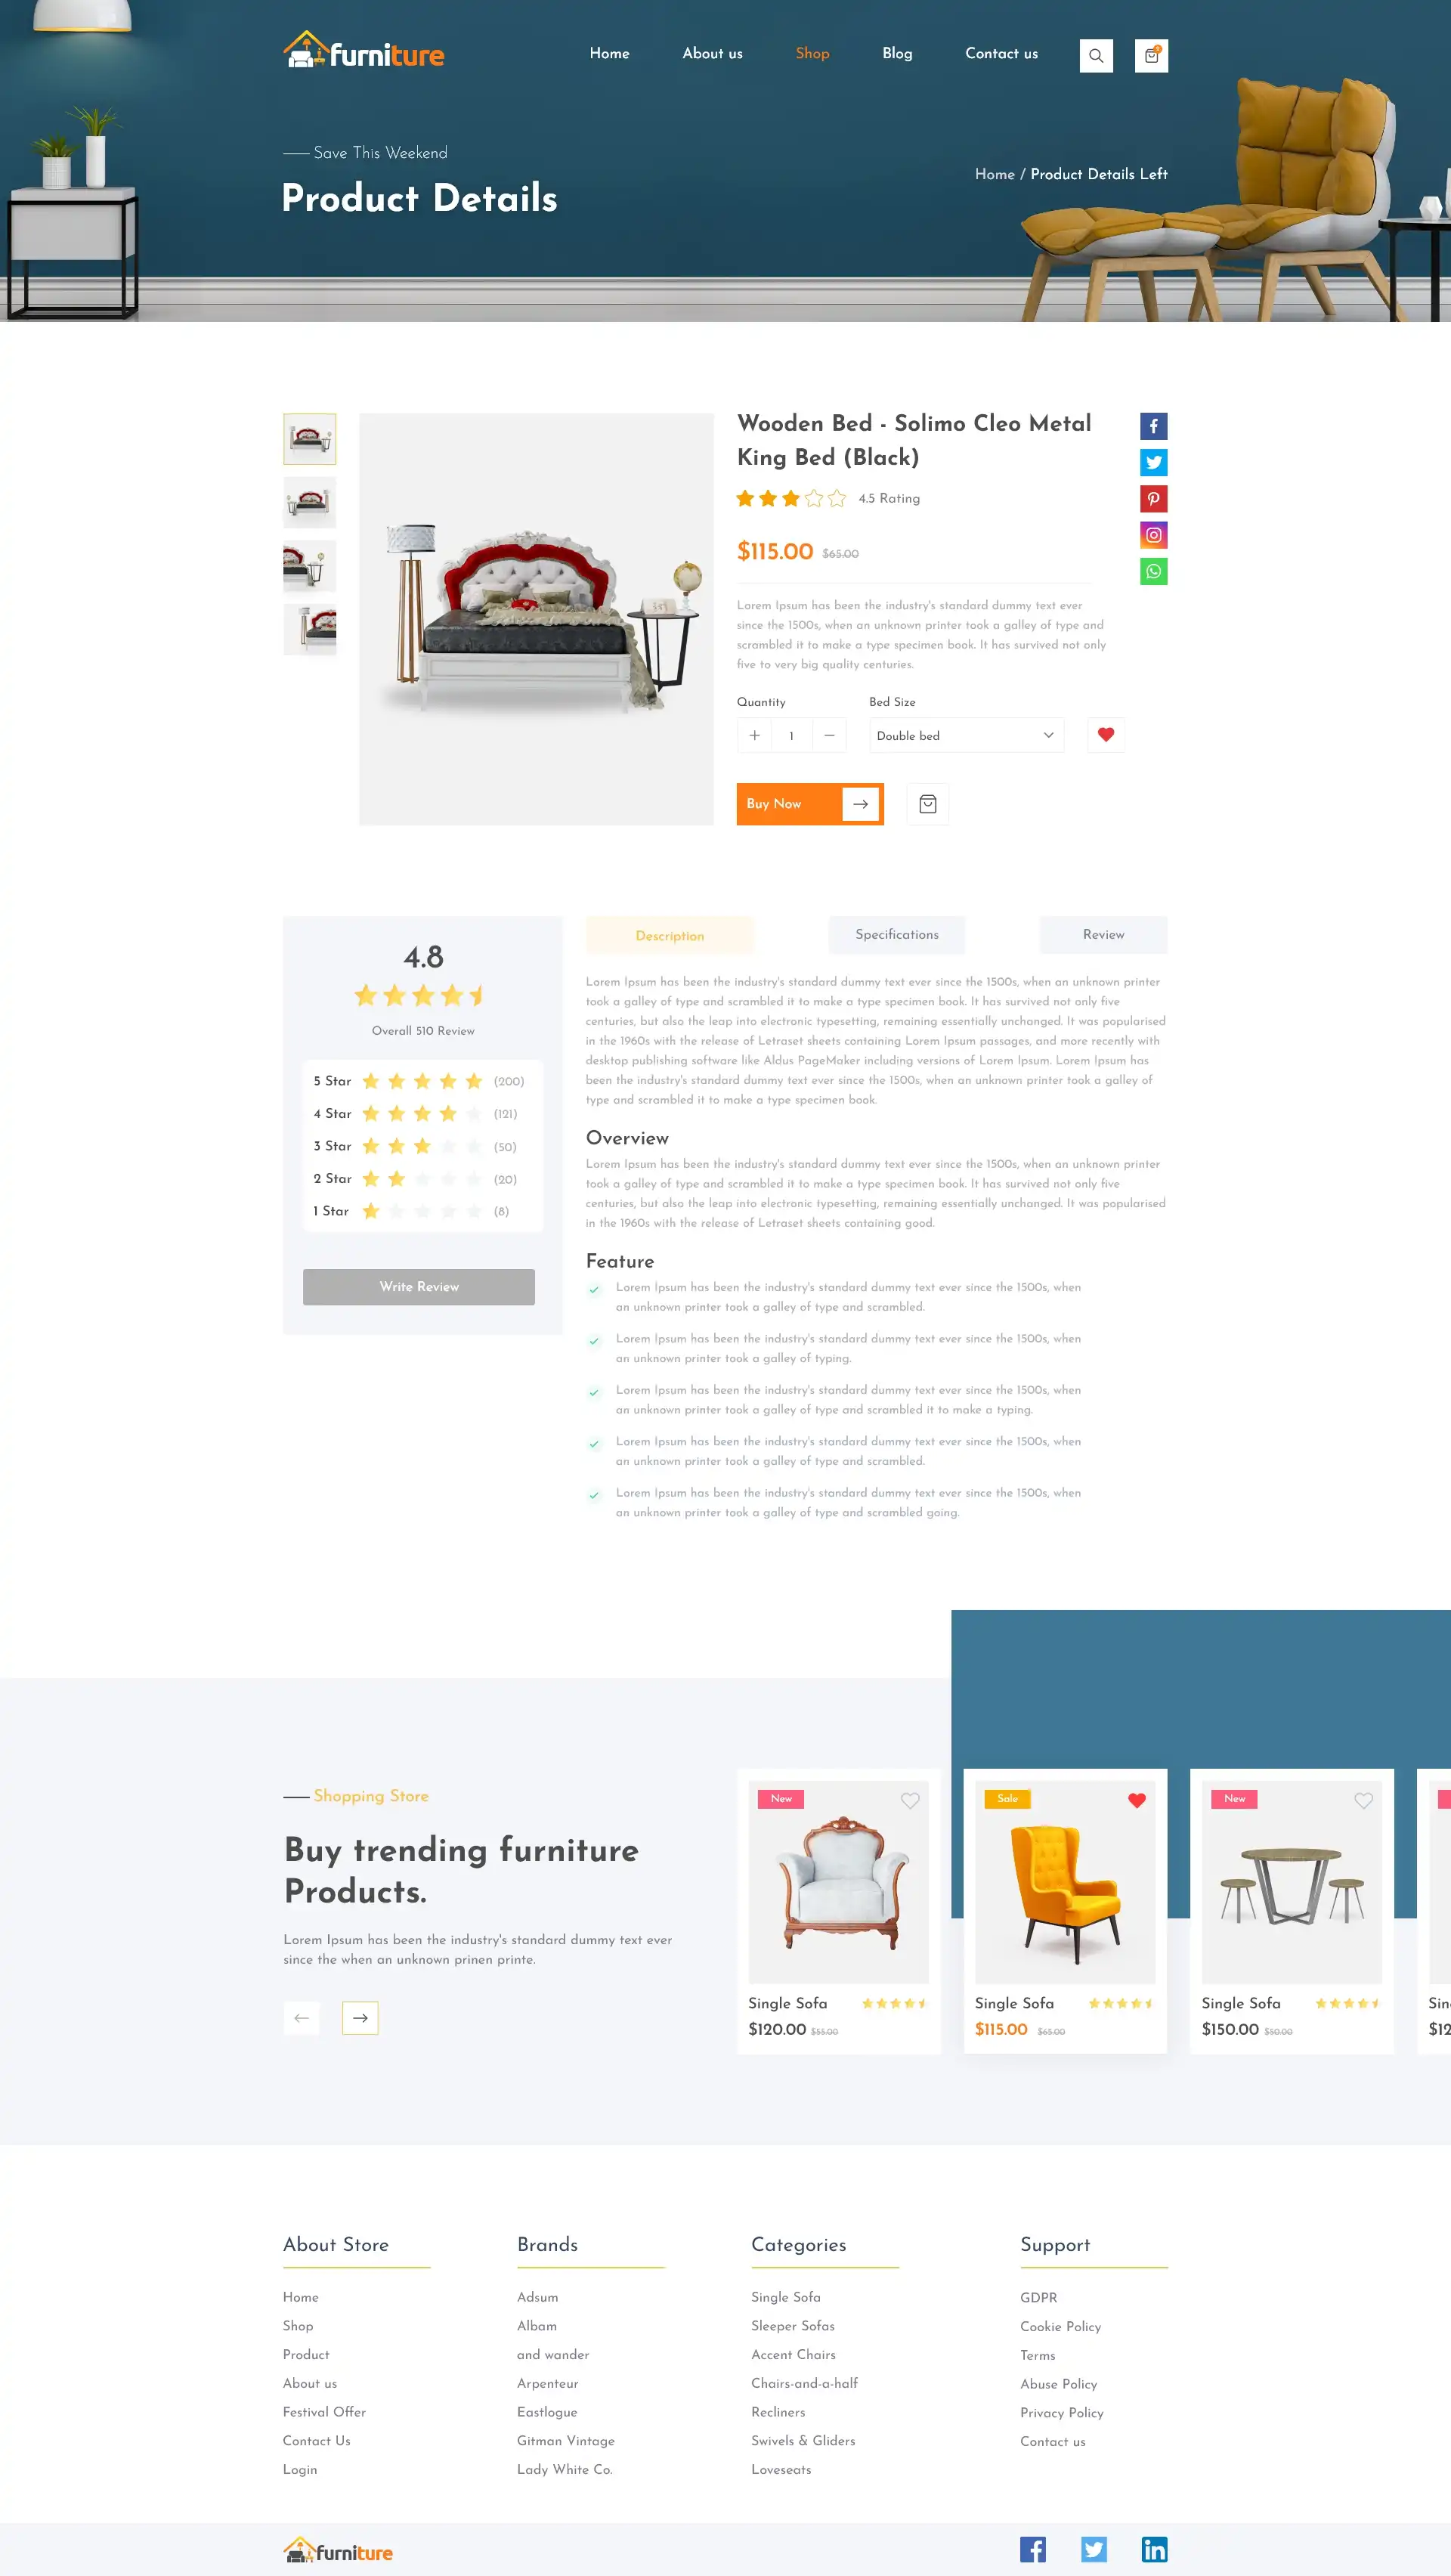 furniture
Home
About us
Shop
Blog
Contact us
Save This Weekend
Product Details
Home / Product Details Left
Wooden Bed - Solimo Cleo Metal
King Bed (Black)
4.5 Rating
$115.00 $65.00
Lorem Ipsum has been the industry's standard dummy text ever
since the 1500s, when an unknown printer took a galley of type and
scrambled it to make a type specimen book. It has survived not only
five to very big quality centuries.
Quantity
Bed Size
1
Double bed
Buy Now
4.8
Overall 510 Review
5 Star (200)
4 Star (121)
3 Star (50)
2 Star (20)
1 Star (8)
Write Review
Description
Specifications
Review
Lorem Ipsum has been the industry's standard dummy text ever since the 1500s, when an unknown printer
took a galley of type and scrambled it to make a type specimen book. It has survived not only five
centuries, but also the leap into electronic typesetting, remaining essentially unchanged. It was popularised
in the 1960s with the release of Letraset sheets containing Lorem Ipsum passages, and more recently with
desktop publishing software like Aldus PageMaker including versions of Lorem Ipsum. Lorem Ipsum has
been the industry's standard dummy text ever since the 1500s, when an unknown printer took a galley of
type and scrambled it to make a type specimen book.
Overview
Lorem Ipsum has been the industry's standard dummy text ever since the 1500s, when an unknown printer
took a galley of type and scrambled it to make a type specimen book. It has survived not only five
centuries, but also the leap into electronic typesetting, remaining essentially unchanged. It was popularised
in the 1960s with the release of Letraset sheets containing good.
Feature
Lorem Ipsum has been the industry's standard dummy text ever since the 1500s, when
an unknown printer took a galley of type and scrambled.
Lorem Ipsum has been the industry's standard dummy text ever since the 1500s, when
an unknown printer took a galley of typing.
Lorem Ipsum has been the industry's standard dummy text ever since the 1500s, when
an unknown printer took a galley of type and scrambled it to make a typing.
Lorem Ipsum has been the industry's standard dummy text ever since the 1500s, when
an unknown printer took a galley of type and scrambled.
Lorem Ipsum has been the industry's standard dummy text ever since the 1500s, when
an unknown printer took a galley of type and scrambled going.
Shopping Store
Buy trending furniture
Products.
Lorem Ipsum has been the industry's standard dummy text ever
since the when an unknown prinen printe.
New
Single Sofa
$120.00 $55.00
Sale
Single Sofa
$115.00 $65.00
New
Single Sofa
$150.00 $50.00
Sin
$12
About Store
Home
Shop
Product
About us
Festival Offer
Contact Us
Login
Brands
Adsum
Albam
and wander
Arpenteur
Eastlogue
Gitman Vintage
Lady White Co.
Categories
Single Sofa
Sleeper Sofas
Accent Chairs
Chairs-and-a-half
Recliners
Swivels & Gliders
Loveseats
Support
GDPR
Cookie Policy
Terms
Abuse Policy
Privacy Policy
Contact us
furniture